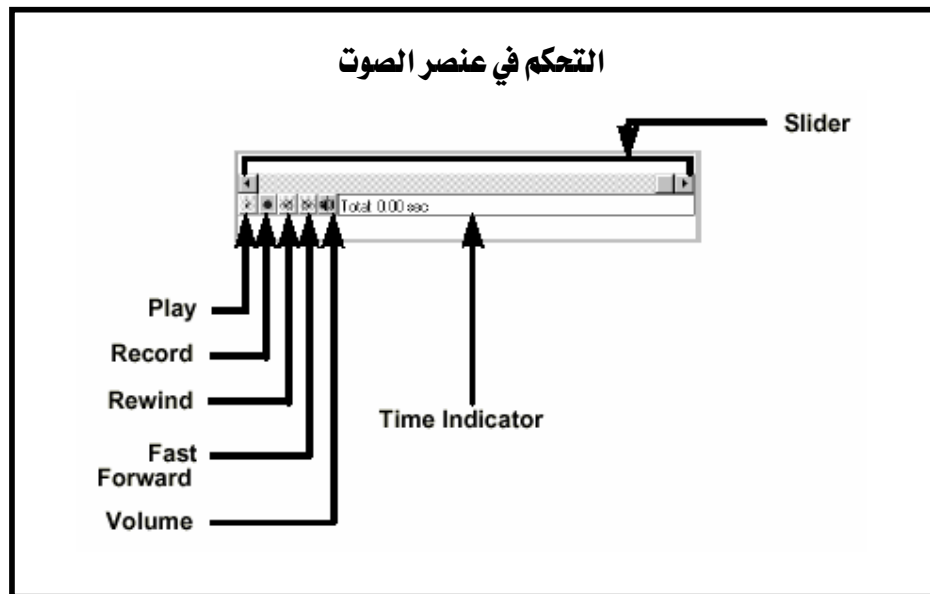 التحكم في عنصر الصوت
Slider
Total: 0.00 sec
Play
Record
Rewind
Time Indicator
Fast
Forward
Volume